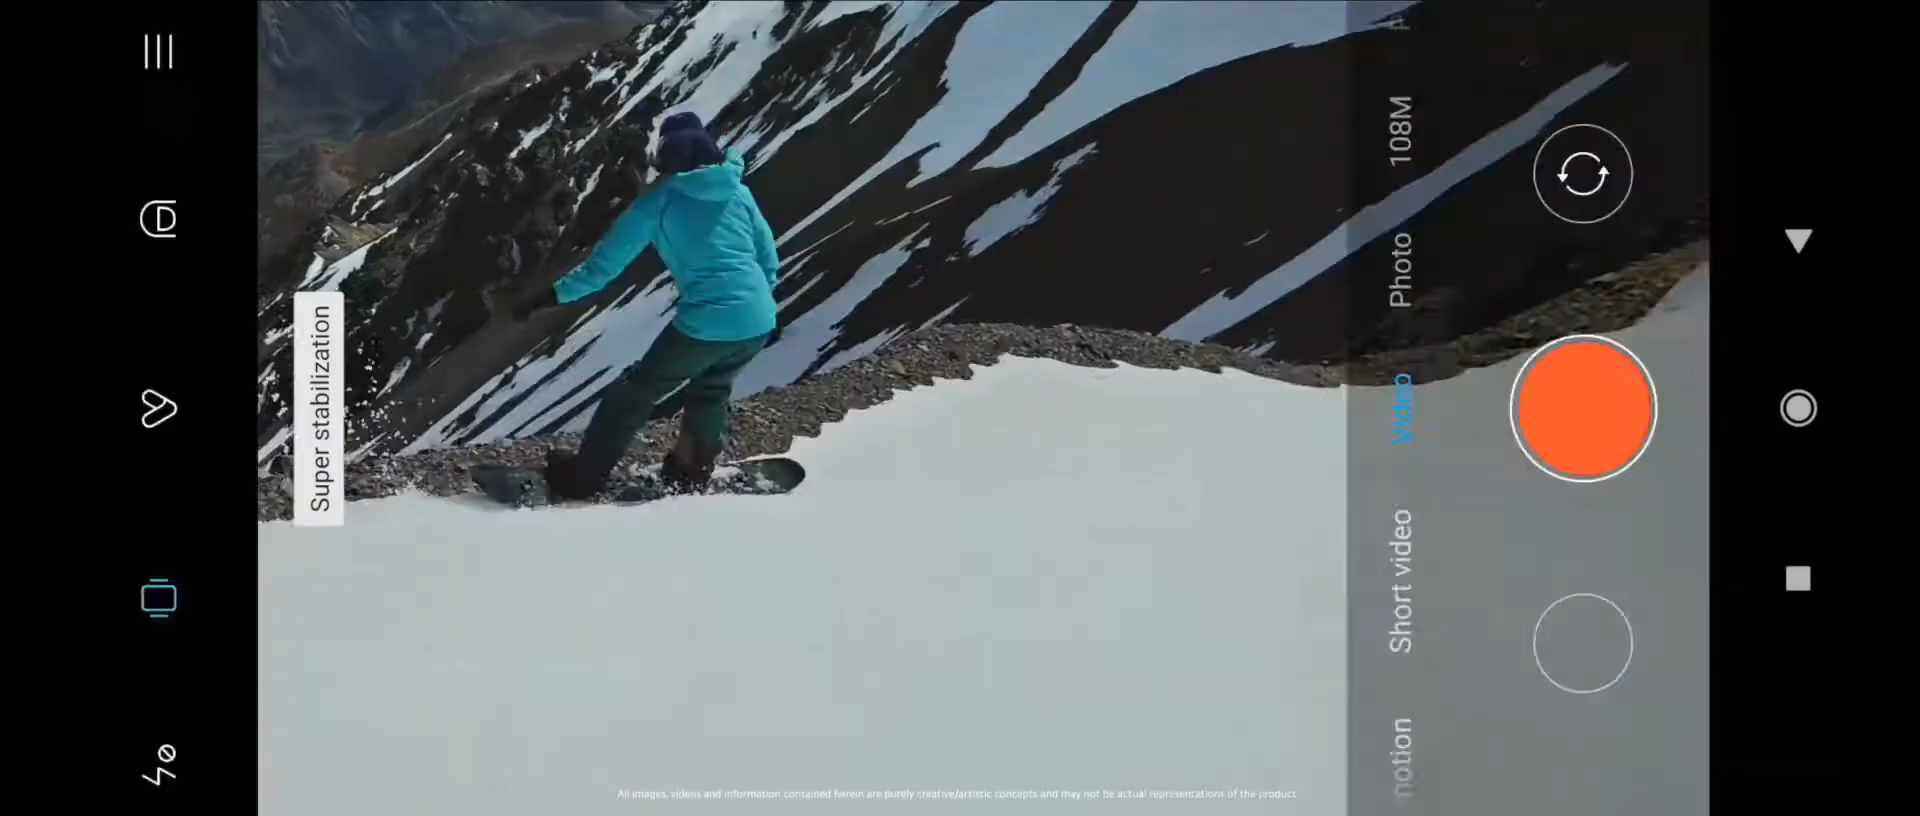 Super stabilization
108M
Photo
Video
Short video
motion
All images, videos and information contained herein are purely creative/artistic concepts and may not be actual representations of the product